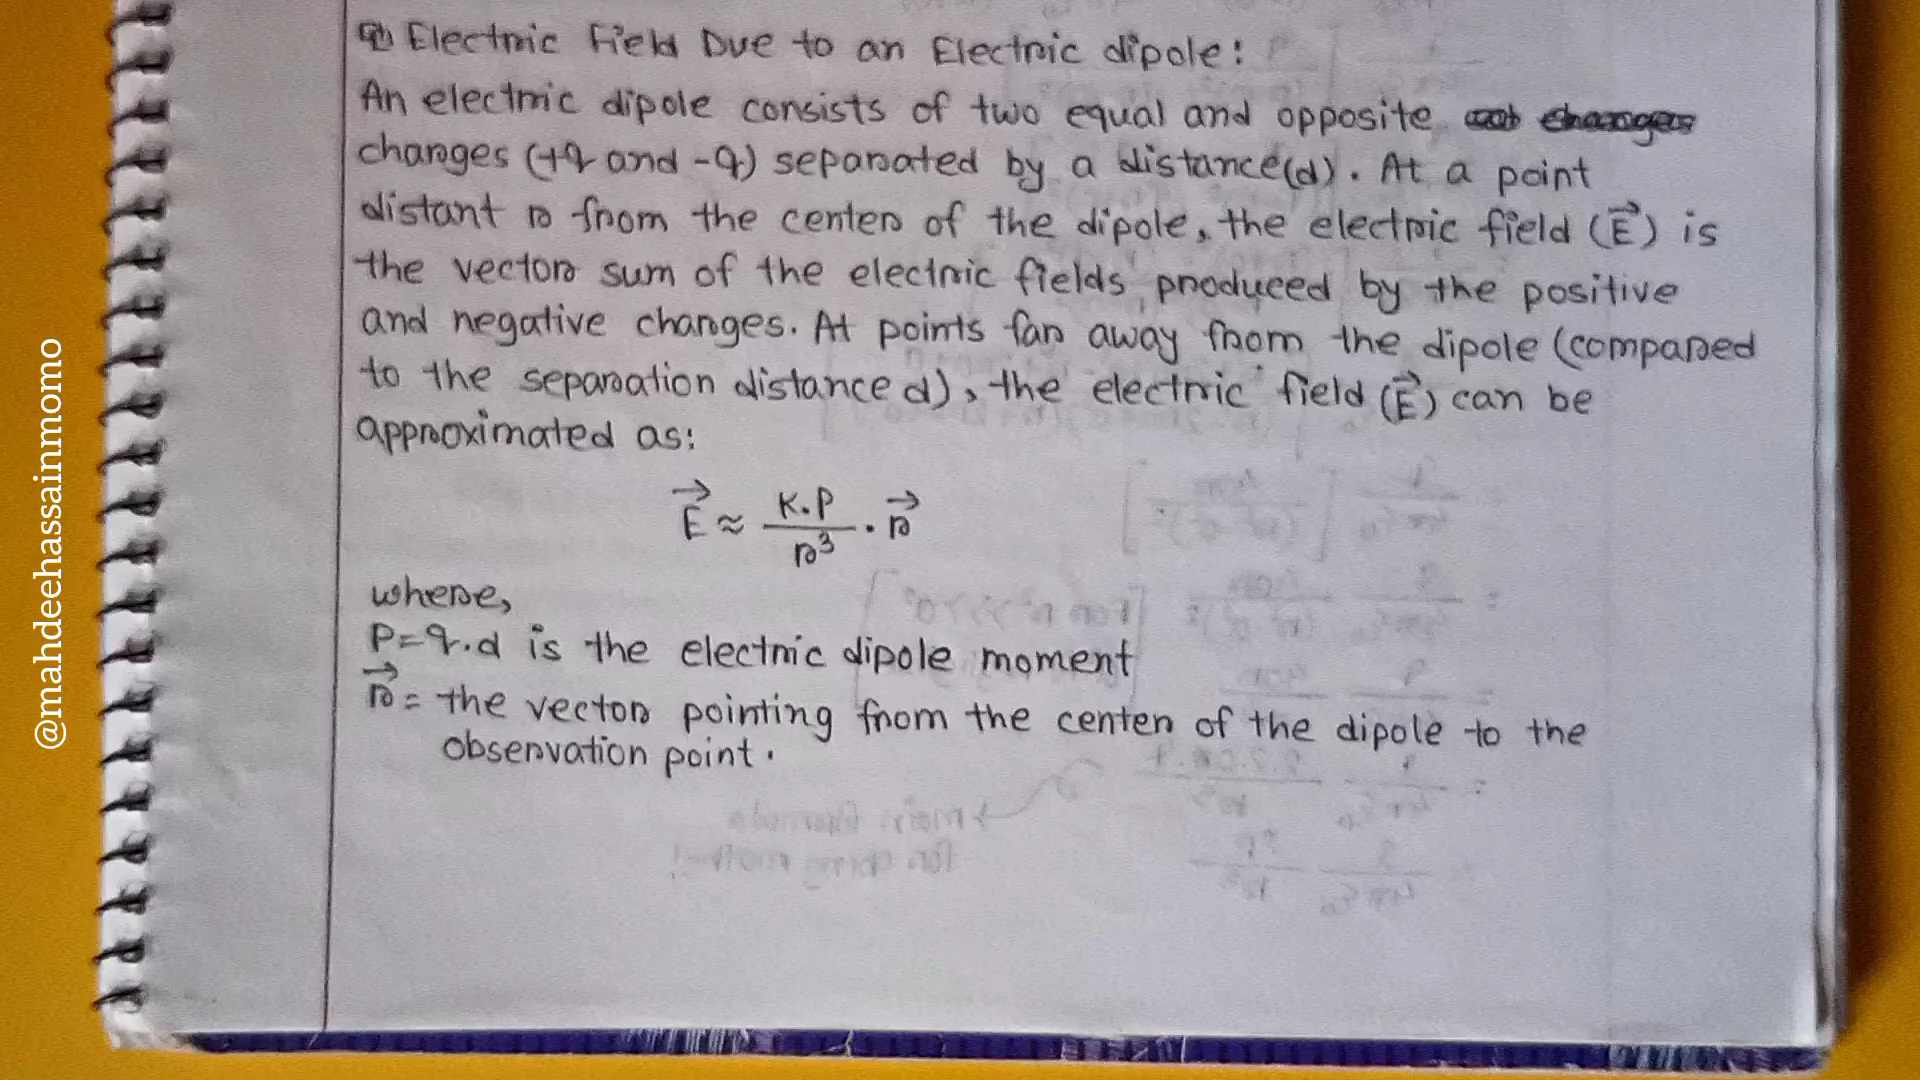 Electric Field Due to an Electric dipole:
An electric dipole consists of two equal and opposite
charges (+q and -q) separated by a distance(d). At a point
distant r from the center of the dipole, the electric field (E⃗) is
the vector sum of the electric fields produced by the positive
and negative charges. At points far away from the dipole (compared
to the separation distance d), the electric field (E⃗) can be
approximated as:
E⃗ ≈ K.P / r³ . r⃗
where,
P=q.d is the electric dipole moment
r⃗ = the vector pointing from the center of the dipole to the
observation point.
@mahdeehassainmomo